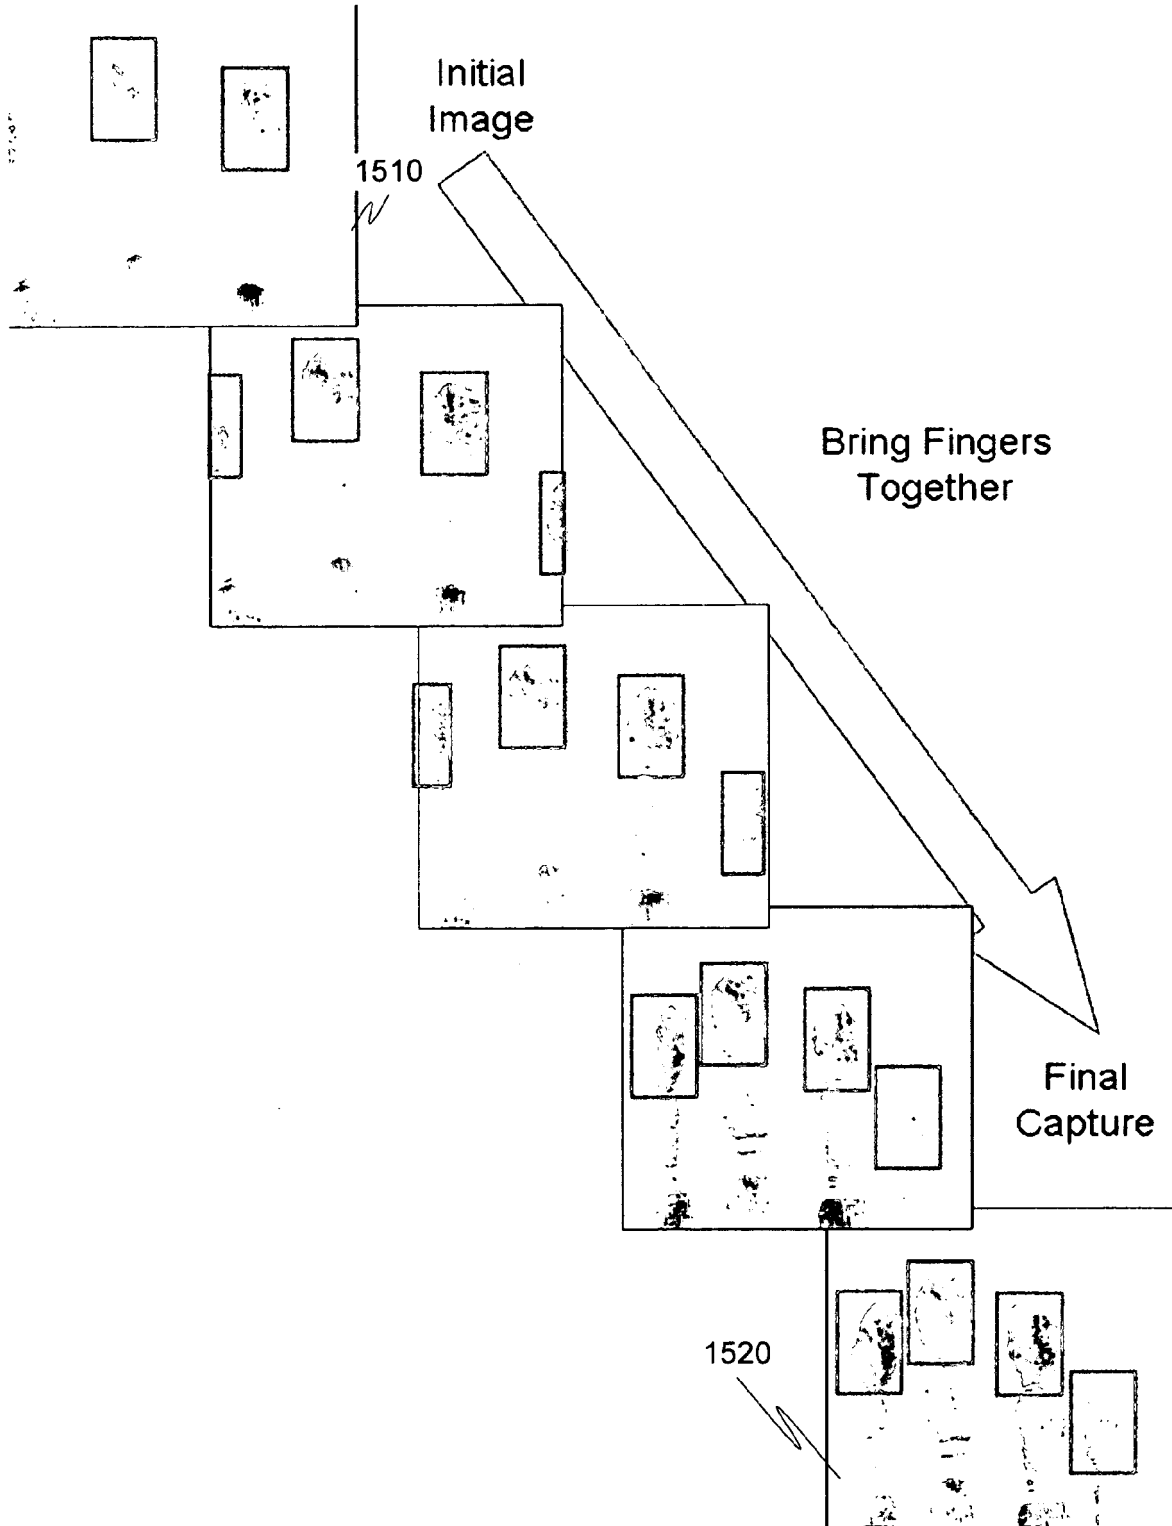 Initial
Image
1510
Bring Fingers
Together
Final
Capture
1520